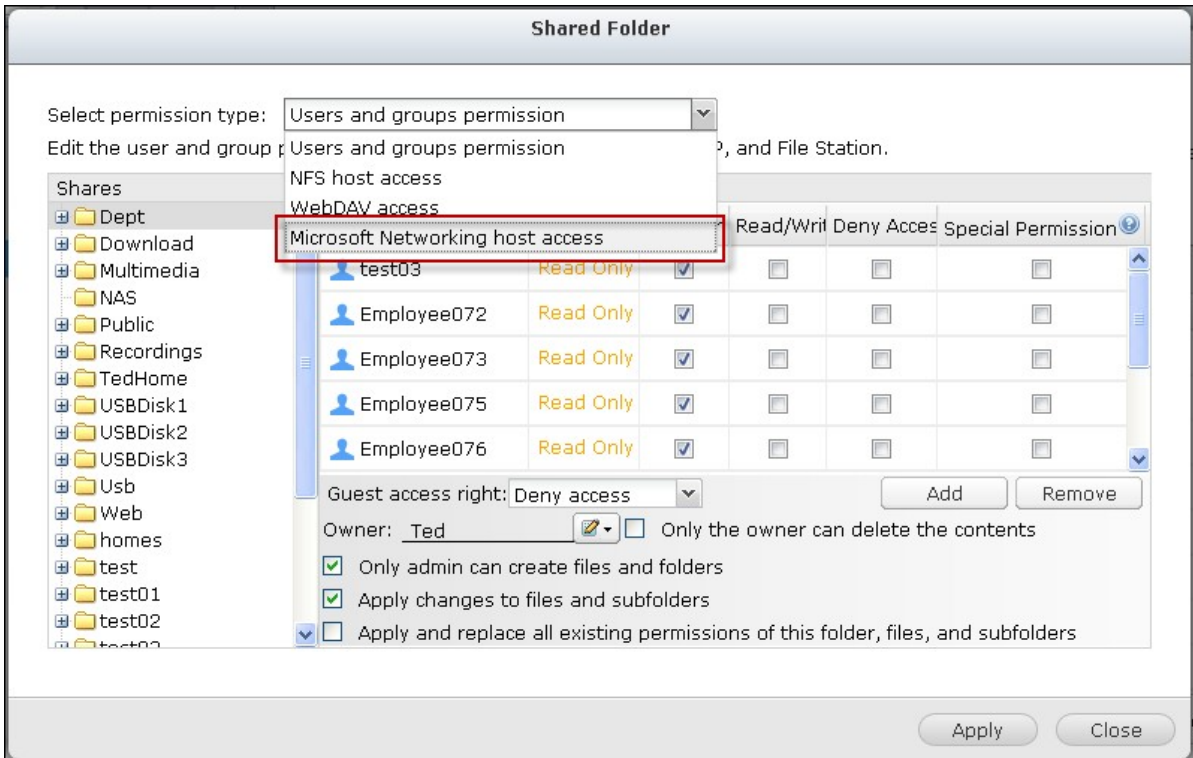 Shared Folder
Select permission type: Users and groups permission
Edit the user and group P, and File Station.
Users and groups permission
NFS host access
WebDAV access
Microsoft Networking host access
Shares
Dept
Download
Multimedia
NAS
Public
Recordings
TedHome
USBDisk1
USBDisk2
USBDisk3
Usb
Web
homes
test
test01
test02
Read/Writ Deny Acces Special Permission
test03 Read Only
Employee072 Read Only
Employee073 Read Only
Employee075 Read Only
Employee076 Read Only
Guest access right: Deny access Add Remove
Owner: Ted Only the owner can delete the contents
Only admin can create files and folders
Apply changes to files and subfolders
Apply and replace all existing permissions of this folder, files, and subfolders
Apply Close